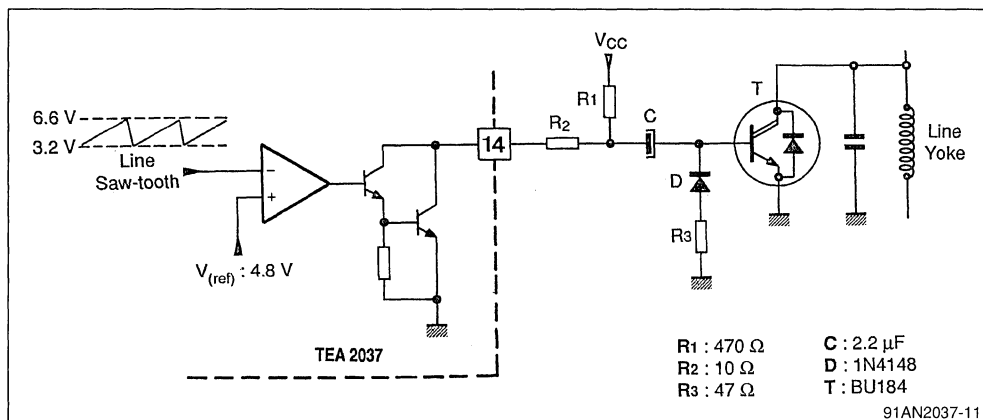 VCC
T
R1
C
6.6 V
R2
3.2 V
14
Line
Saw-tooth
Line
Yoke
−
+
D
R3
V(ref) : 4.8 V
TEA 2037
R1 : 470 Ω
C : 2.2 µF
R2 : 10 Ω
D : 1N4148
R3 : 47 Ω
T : BU184
91AN2037-11